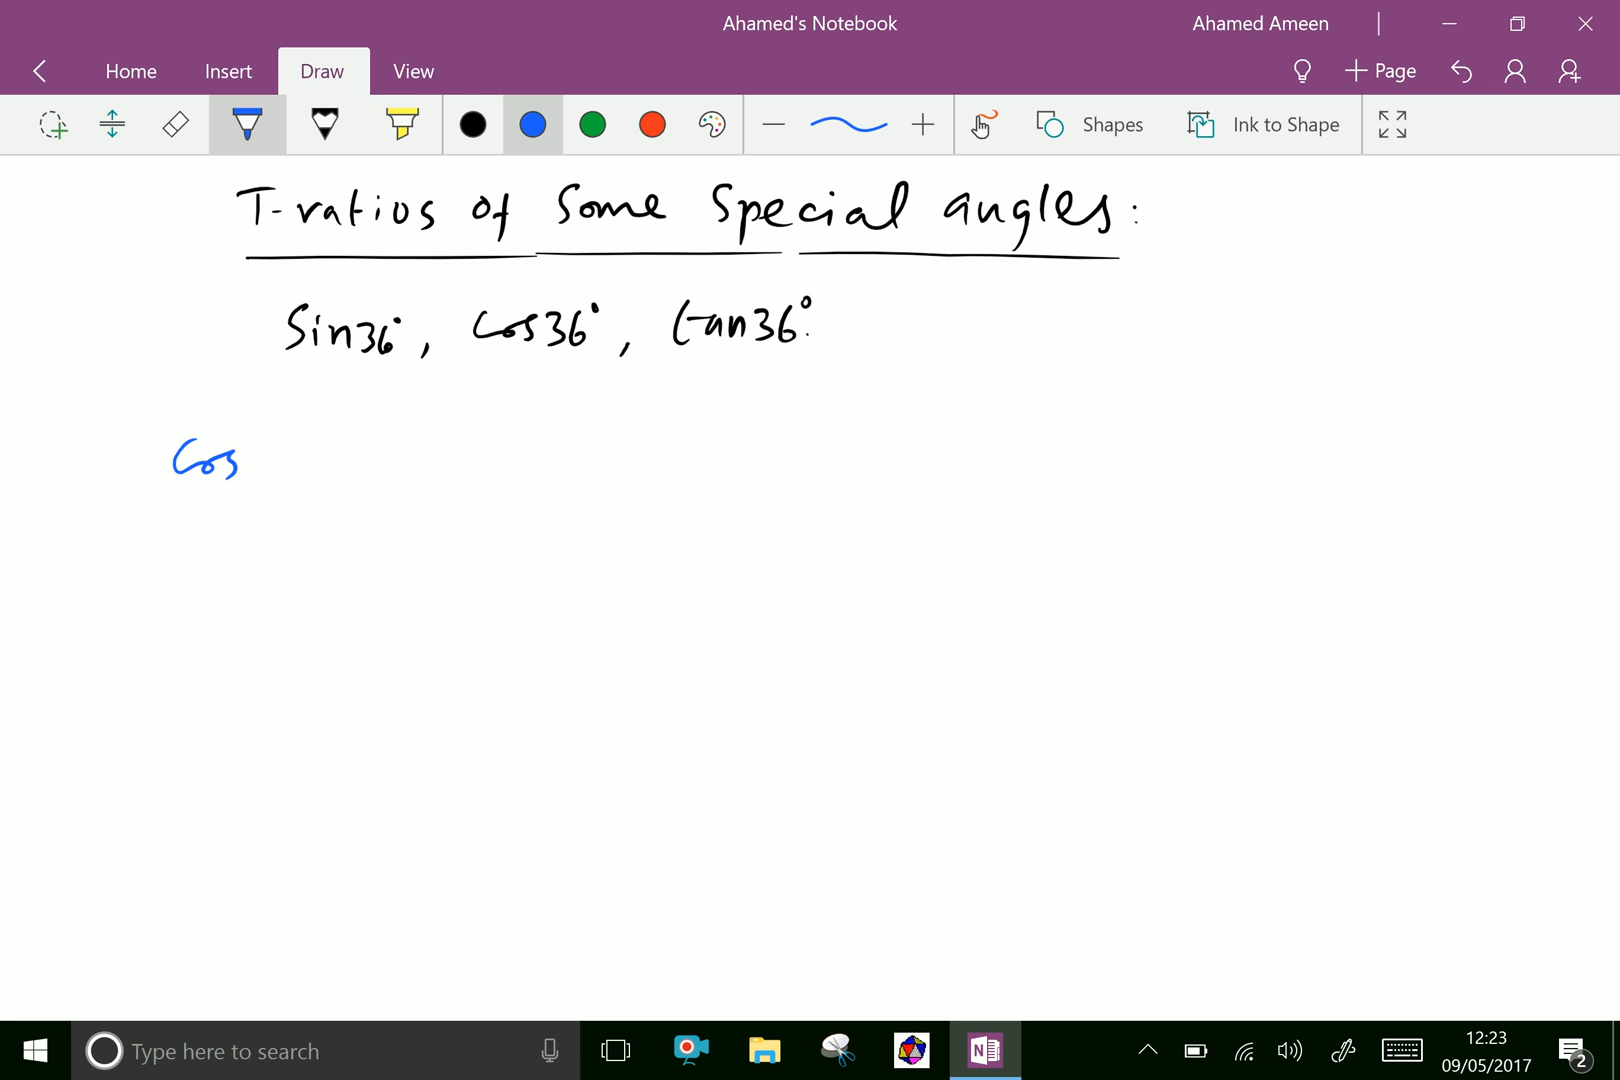 Ahamed's Notebook Ahamed Ameen
Home Insert Draw View Page
Shapes Ink to Shape
T-ratios of Some Special angles:
Sin36°, Cos36°, tan36°.
Cos
Type here to search
12:23
09/05/2017
2